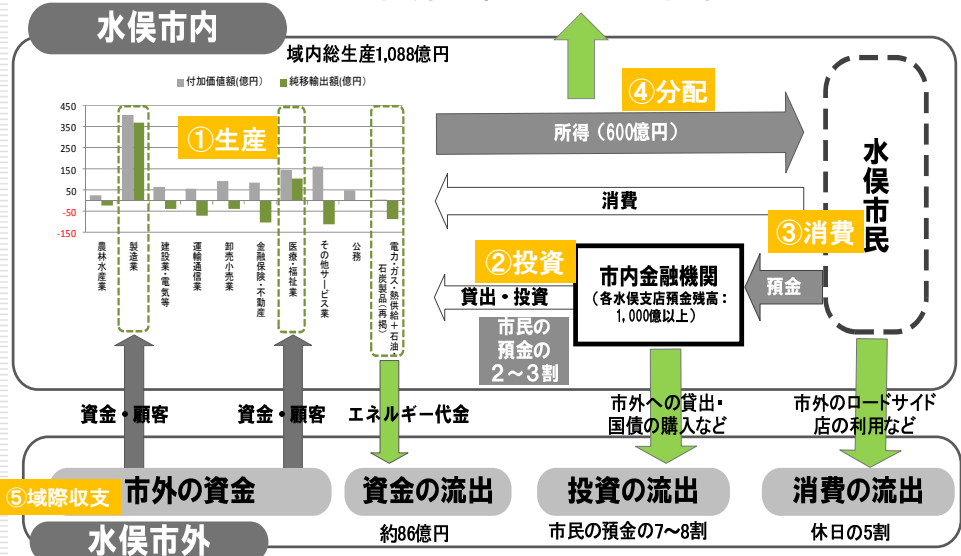 水俣市内
域内総生産1,088億円
付加価値額(億円)
純移輸出額(億円)
450
350
250
150
50
-50
-150
①生産
農林水産業
製造業
建設業・電気等
運輸通信業
卸売小売業
金融保険・不動産
医療・福祉業
その他サービス業
公務
電力・ガス・熱供給+石油・
石炭製品(再掲)
④分配
所得（600億円）
消費
③消費
水俣市民
②投資
貸出・投資
市民の
預金の
２～３割
市内金融機関
（各水俣支店預金残高：
1,000億以上）
預金
資金・顧客
資金・顧客
エネルギー代金
市外への貸出・
国債の購入など
市外のロードサイド
店の利用など
⑤域際収支
市外の資金
資金の流出
投資の流出
消費の流出
約86億円
市民の預金の7～8割
休日の5割
水俣市外